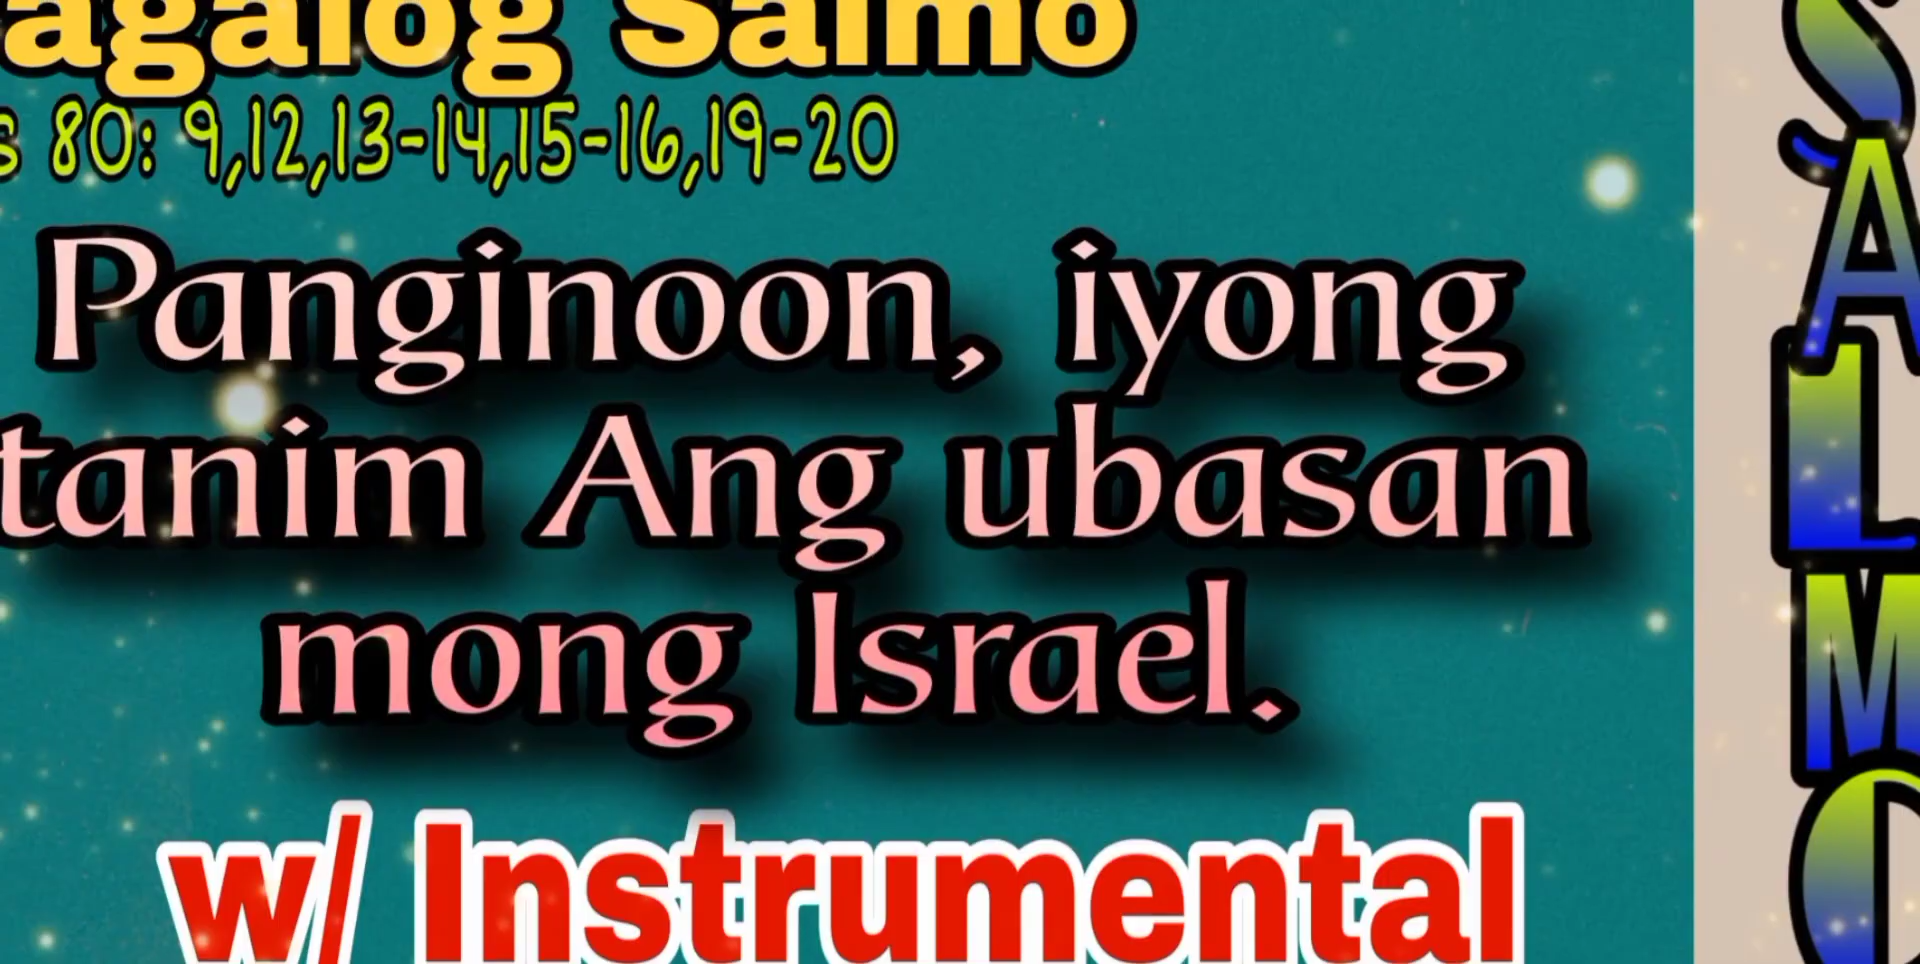 agalog Salmo
s 80: 9,12,13-14,15-16,19-20
Panginoon, iyong
tanim Ang ubasan
mong Israel.
w/ Instrumental
SALMO